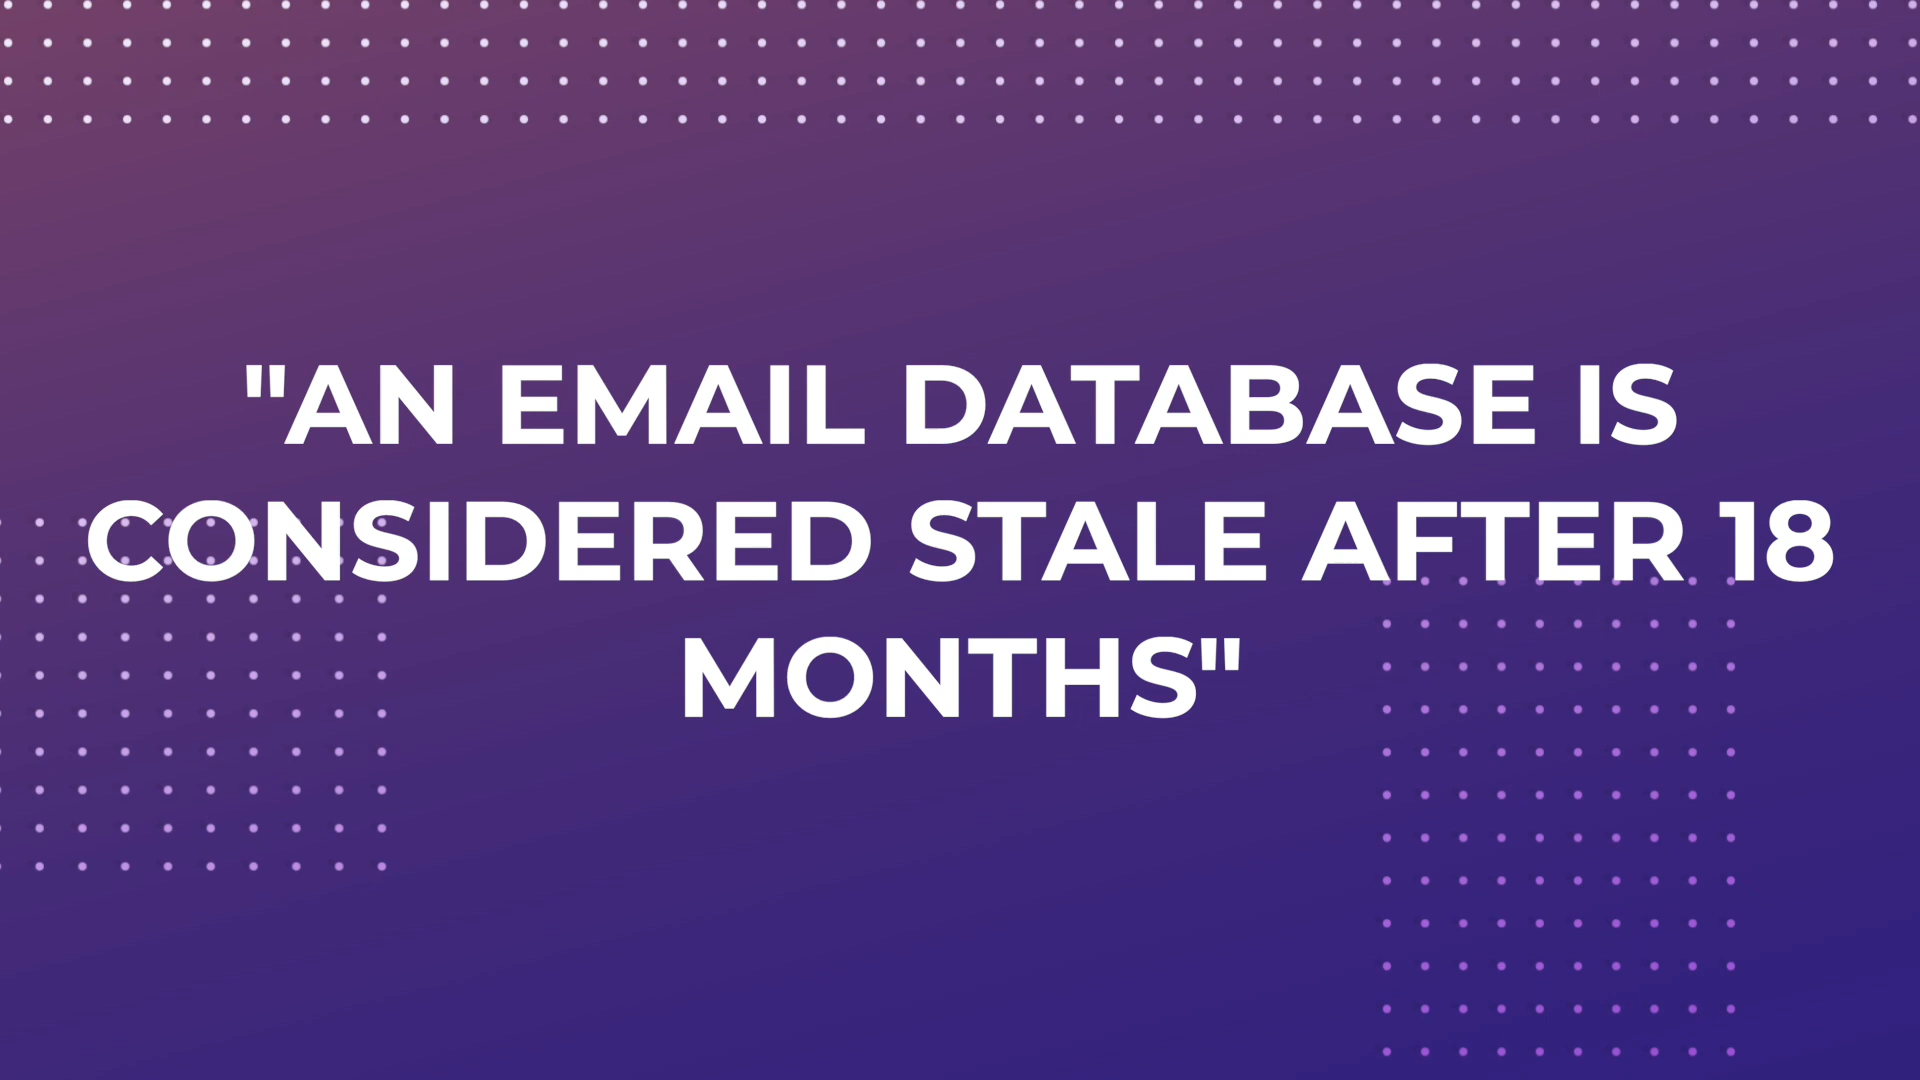 "AN EMAIL DATABASE IS
CONSIDERED STALE AFTER 18
MONTHS"